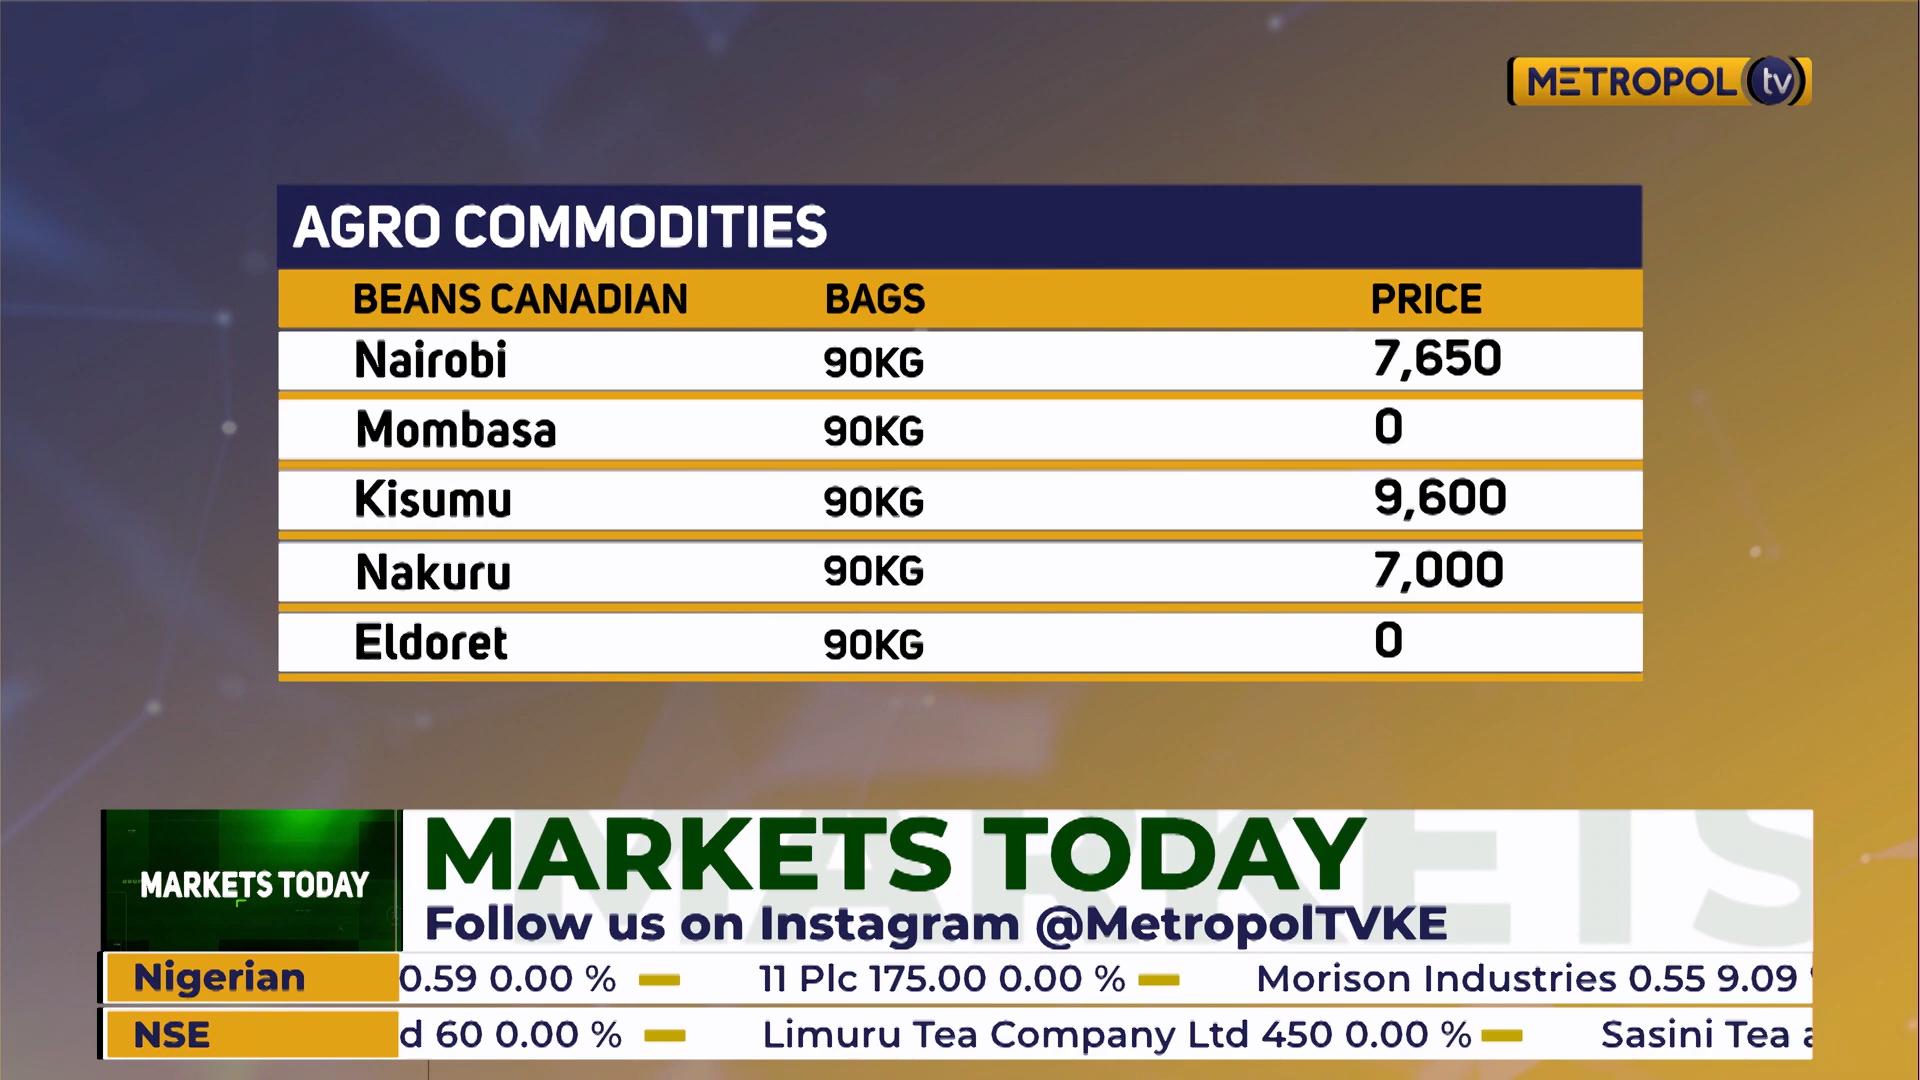 METROPOL tv
AGRO COMMODITIES
BEANS CANADIAN BAGS PRICE
Nairobi 90KG 7,650
Mombasa 90KG 0
Kisumu 90KG 9,600
Nakuru 90KG 7,000
Eldoret 90KG 0
MARKETS TODAY
MARKETS TODAY
Follow us on Instagram @MetropolTVKE
Nigerian 0.59 0.00 % 11 Plc 175.00 0.00 % Morison Industries 0.55 9.09
NSE d 60 0.00 % Limuru Tea Company Ltd 450 0.00 % Sasini Tea a